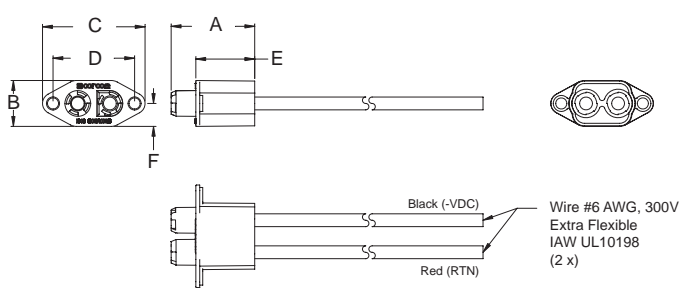 C
A
D
E
B
F
Black (-VDC)
Red (RTN)
Wire #6 AWG, 300V
Extra Flexible
IAW UL10198
(2 x)